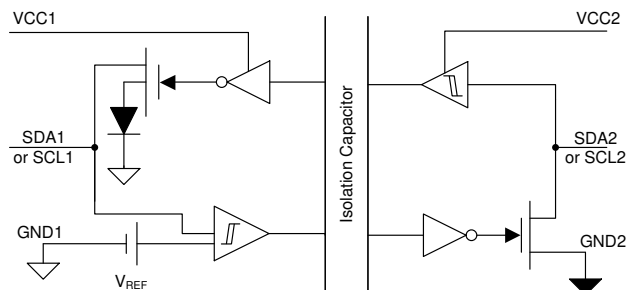 VCC1
VCC2
SDA1
or SCL1
Isolation Capacitor
SDA2
or SCL2
GND1
GND2
VREF